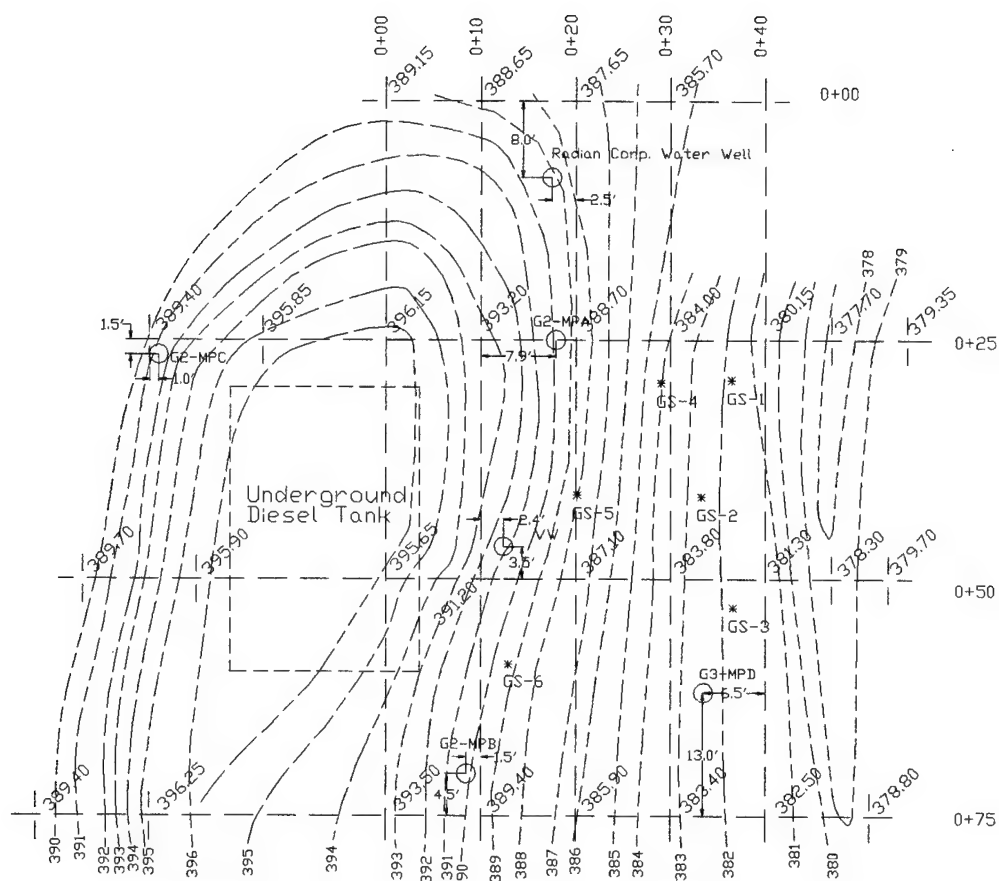 0+00 0+10 0+20 0+30 0+40
389.15 388.65 387.65 385.70
0+00
8.0'
Radian Corp. Water Well
2.5'
378 379
389.40 395.85 396.15 393.20 388.70 384.00 380.15 377.70 379.35
G2-MPA
1.5'
0+25
G2-MPC
7.9'
1.0'
GS-4 GS-1
Underground
Diesel Tank
GS-5 GS-2
2.4'
VW
3.5'
389.70 395.90 395.65 391.20 387.10 383.80 381.30 378.30 379.70
0+50
GS-3
GS-6
G3+MPD
6.5'
G2-MPB
1.5'
13.0'
4.5'
389.40 396.25 393.50 389.40 385.90 383.40 382.50 378.80
0+75
390 391 392 393 394 395 396 395 394 393 392 391 90 389 388 387 386 385 384 383 382 381 380